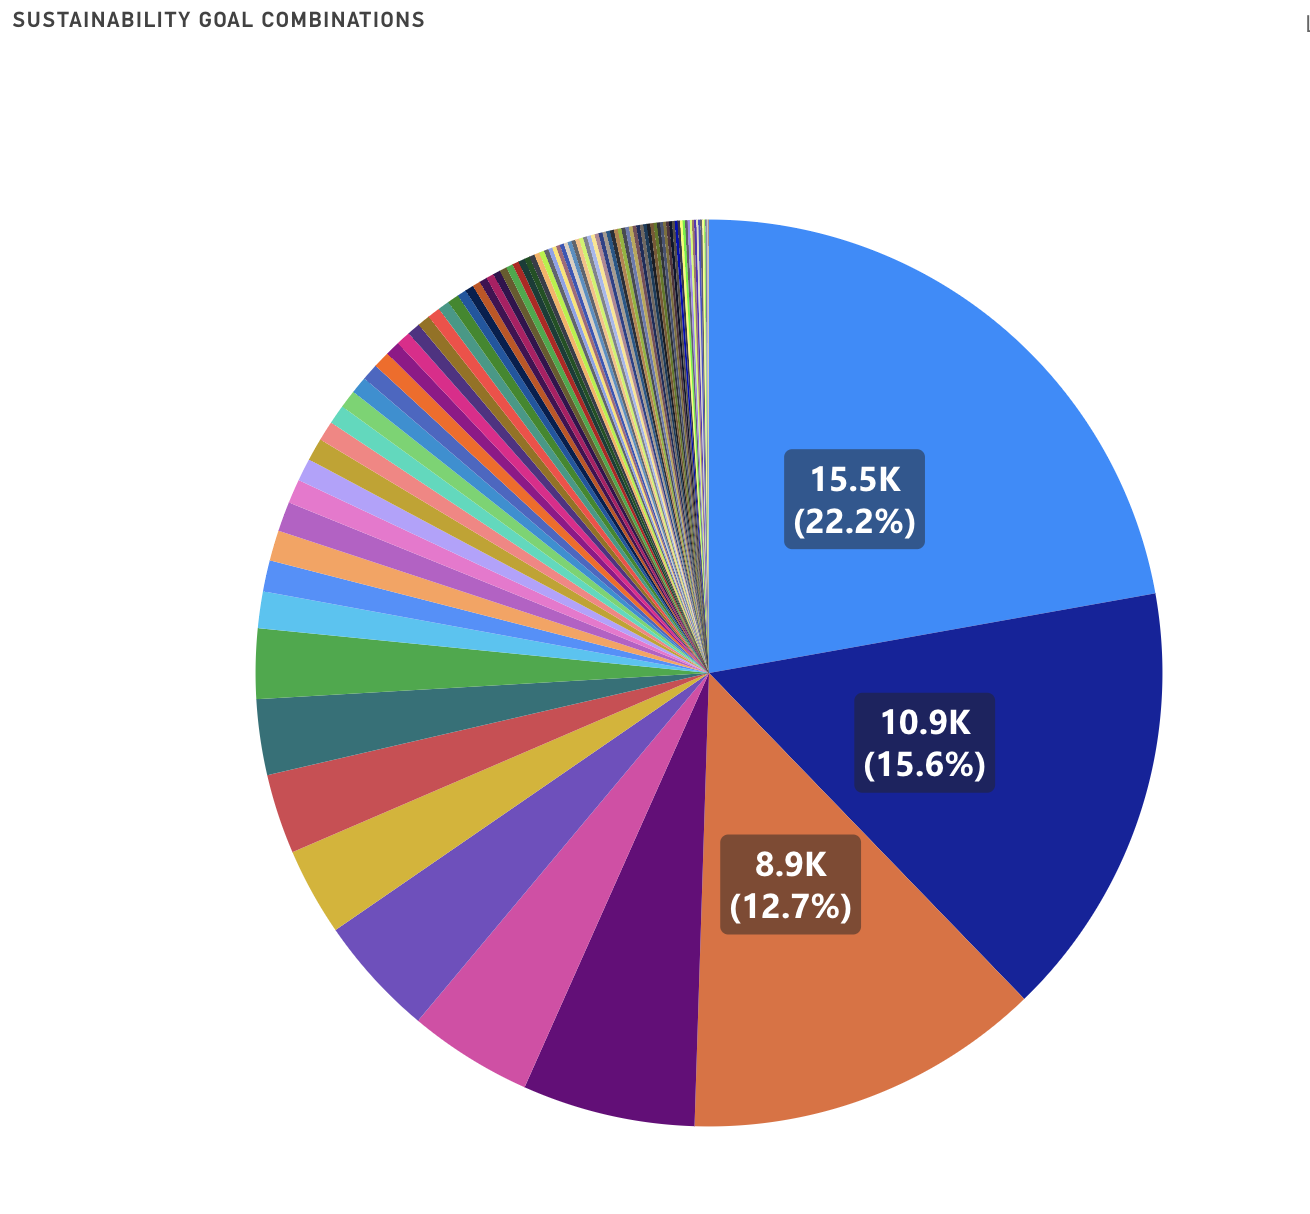 SUSTAINABILITY GOAL COMBINATIONS
15.5K
(22.2%)
10.9K
(15.6%)
8.9K
(12.7%)